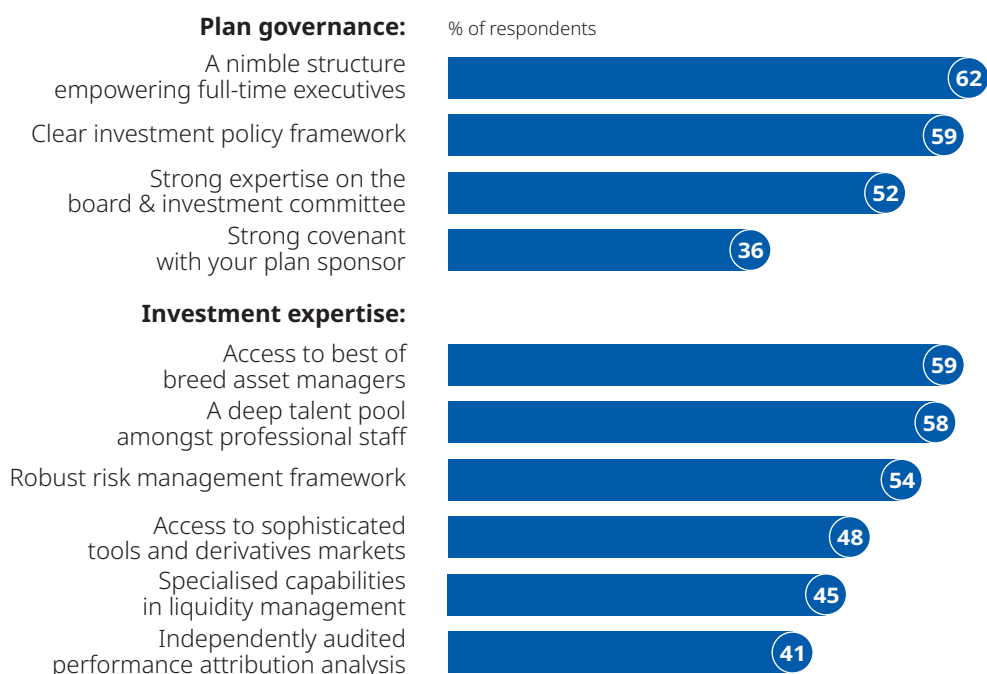 Plan governance:
% of respondents
A nimble structure
empowering full-time executives
62
Clear investment policy framework
59
Strong expertise on the
board & investment committee
52
Strong covenant
with your plan sponsor
36
Investment expertise:
Access to best of
breed asset managers
59
A deep talent pool
amongst professional staff
58
Robust risk management framework
54
Access to sophisticated
tools and derivatives markets
48
Specialised capabilities
in liquidity management
45
Independently audited
performance attribution analysis
41